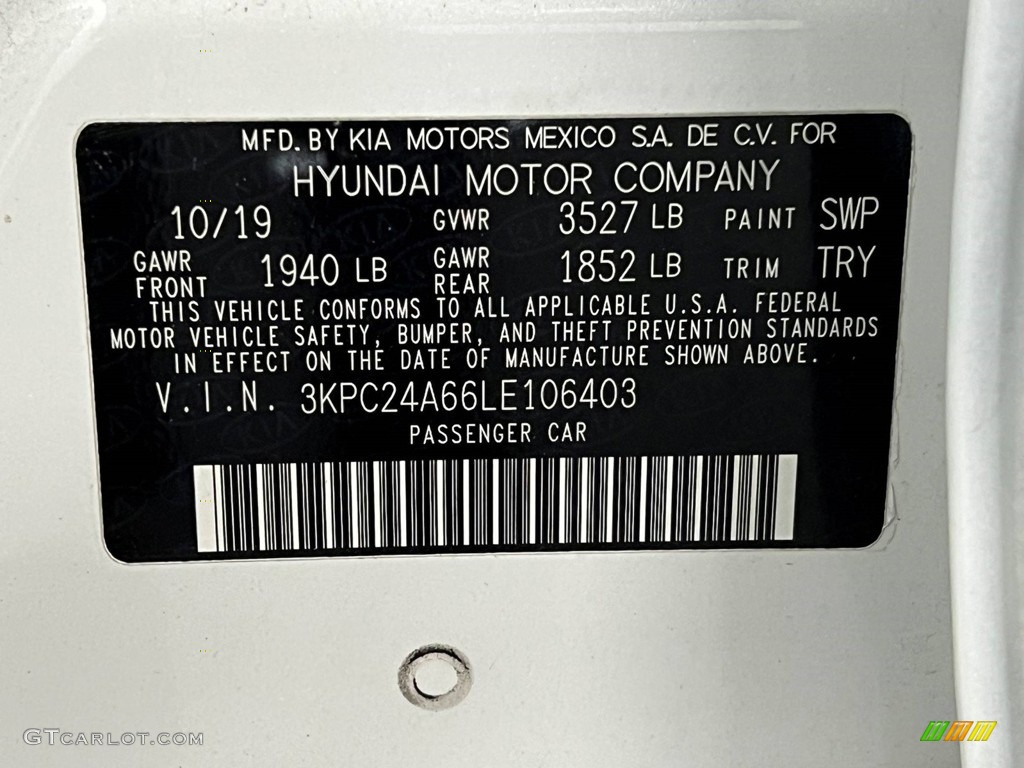 MFD. BY KIA MOTORS MEXICO S.A. DE C.V. FOR
HYUNDAI MOTOR COMPANY
10/19 GVWR 3527 LB PAINT SWP
GAWR FRONT 1940 LB GAWR REAR 1852 LB TRIM TRY
THIS VEHICLE CONFORMS TO ALL APPLICABLE U.S.A. FEDERAL
MOTOR VEHICLE SAFETY, BUMPER, AND THEFT PREVENTION STANDARDS
IN EFFECT ON THE DATE OF MANUFACTURE SHOWN ABOVE.
V.I.N. 3KPC24A66LE106403
PASSENGER CAR
GTCARLOT.COM